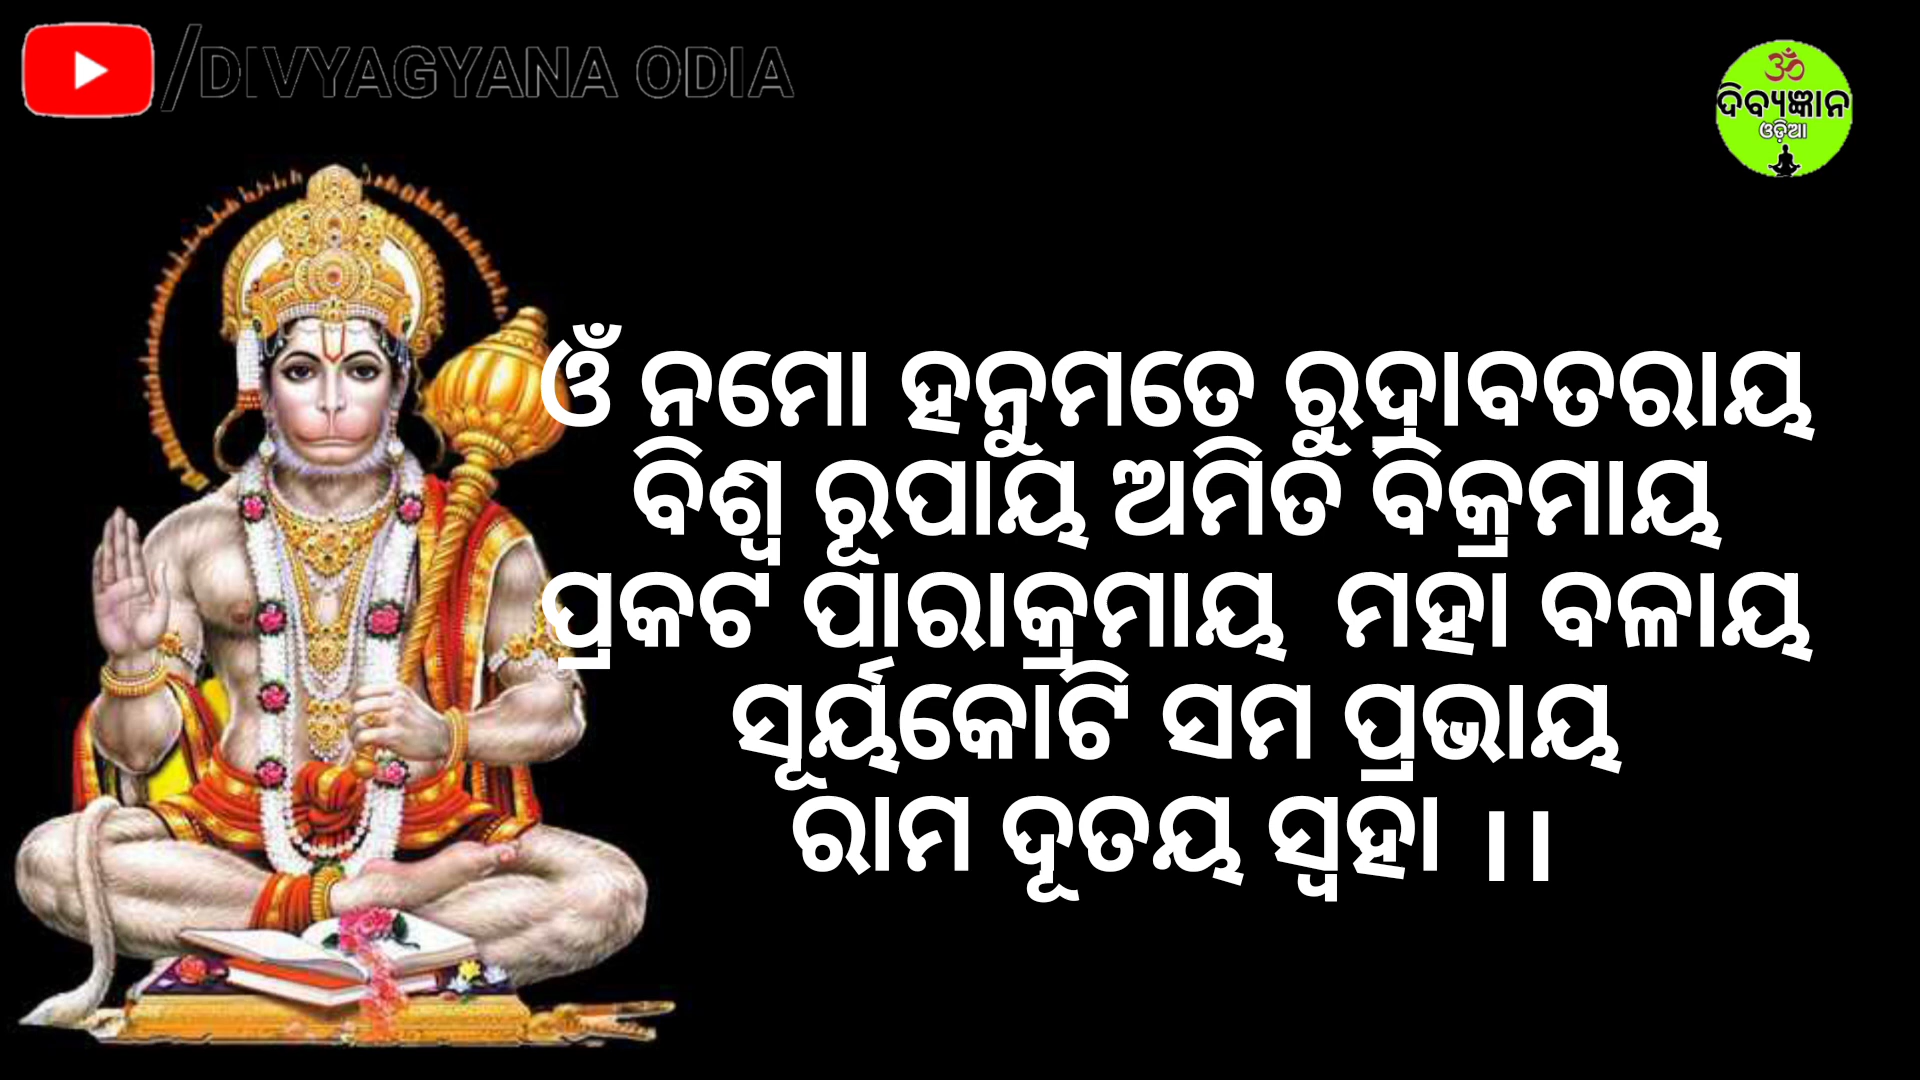 /DIVYAGYANA ODIA
ॐ
ଦିବ୍ୟଜ୍ଞାନ
ଓଡ଼ିଆ
ଓଁ ନମୋ ହନୁମତେ ରୁଦ୍ରାବତରାୟ
ବିଶ୍ୱ ରୂପାୟ ଅମିତ ବିକ୍ରମାୟ
ପ୍ରକଟ ପାରାକ୍ରମାୟ ମହା ବଳାୟ
ସୂର୍ଯ୍ୟକୋଟି ସମ ପ୍ରଭାୟ
ରାମ ଦୂତୟ ସ୍ୱହା ।।